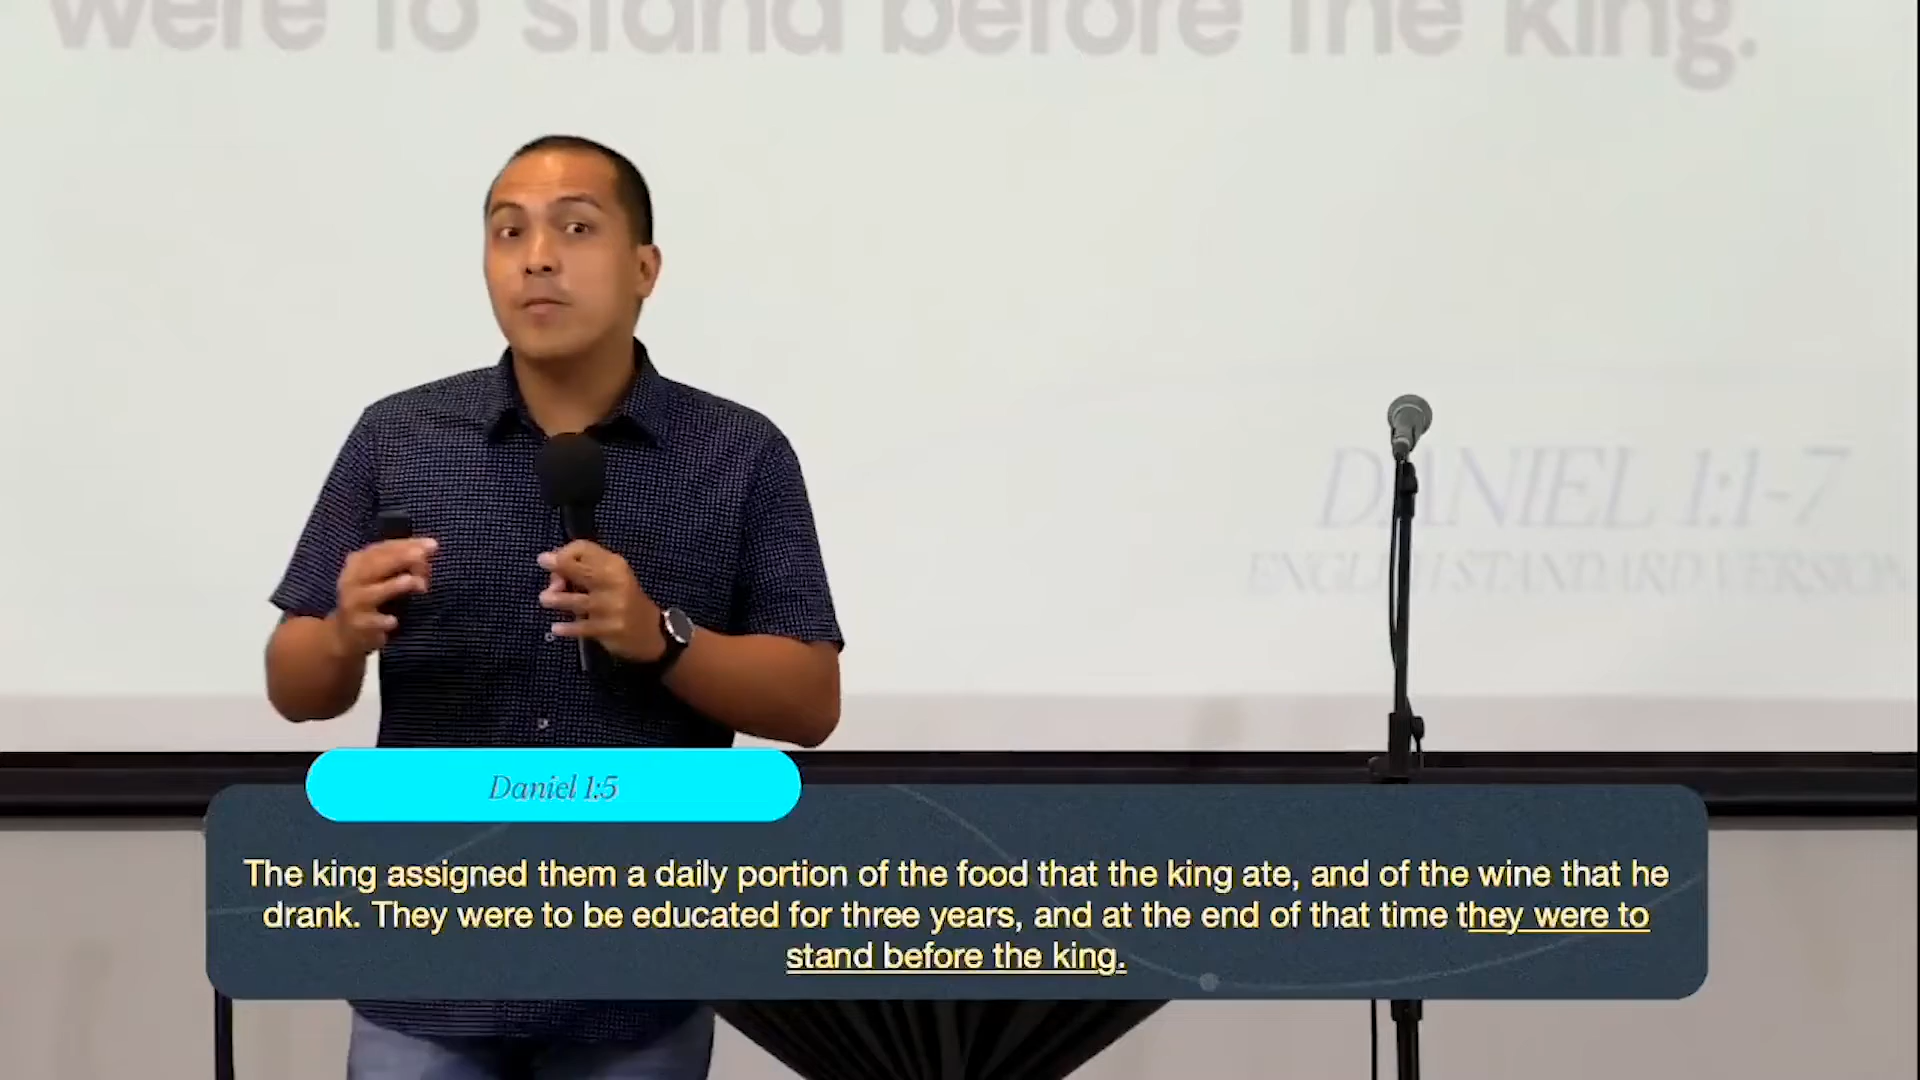 were to stand before the king.
DANIEL 1:1-7
ENGLISH STANDARD VERSION
Daniel 1:5
The king assigned them a daily portion of the food that the king ate, and of the wine that he
drank. They were to be educated for three years, and at the end of that time they were to
stand before the king.